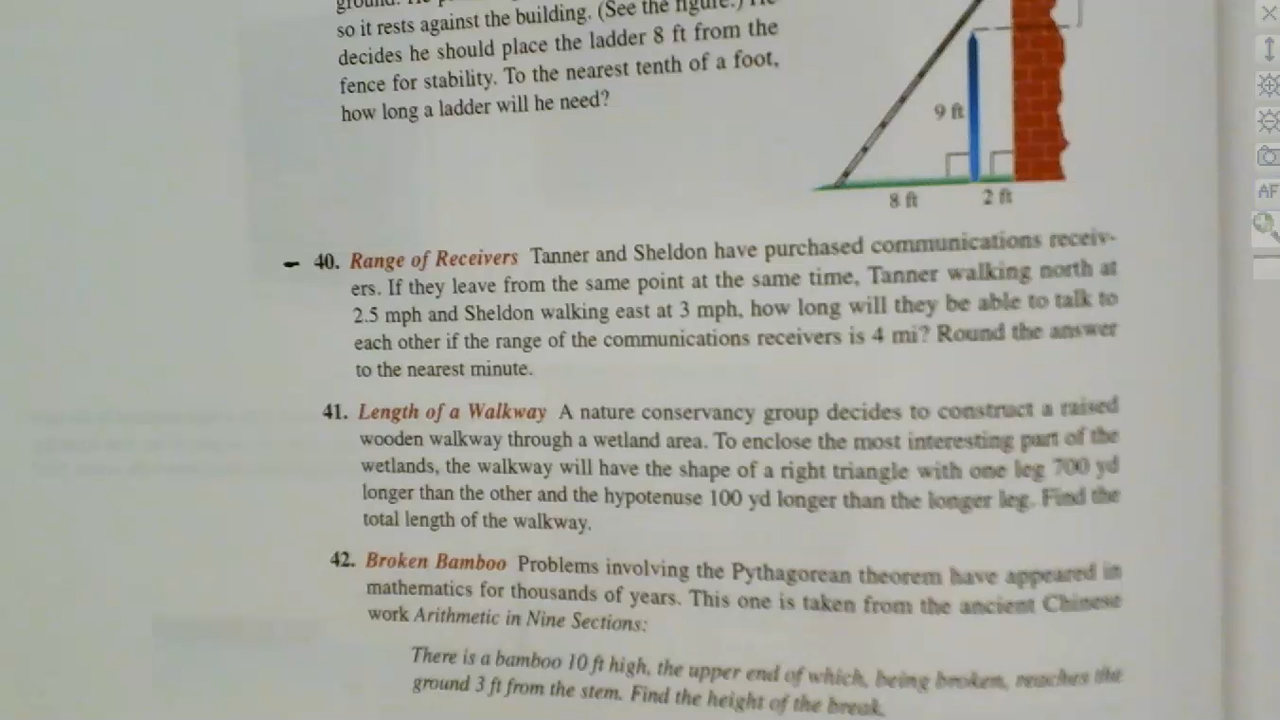 so it rests against the building. (See the figure.) He
decides he should place the ladder 8 ft from the
fence for stability. To the nearest tenth of a foot,
how long a ladder will he need?
9 ft
8 ft
2 ft
40. Range of Receivers Tanner and Sheldon have purchased communications receiv-
ers. If they leave from the same point at the same time, Tanner walking north at
2.5 mph and Sheldon walking east at 3 mph, how long will they be able to talk to
each other if the range of the communications receivers is 4 mi? Round the answer
to the nearest minute.
41. Length of a Walkway A nature conservancy group decides to construct a raised
wooden walkway through a wetland area. To enclose the most interesting part of the
wetlands, the walkway will have the shape of a right triangle with one leg 700 yd
longer than the other and the hypotenuse 100 yd longer than the longer leg. Find the
total length of the walkway.
42. Broken Bamboo Problems involving the Pythagorean theorem have appeared in
mathematics for thousands of years. This one is taken from the ancient Chinese
work Arithmetic in Nine Sections:
There is a bamboo 10 ft high, the upper end of which, being broken, reaches the
ground 3 ft from the stem. Find the height of the break.
AF